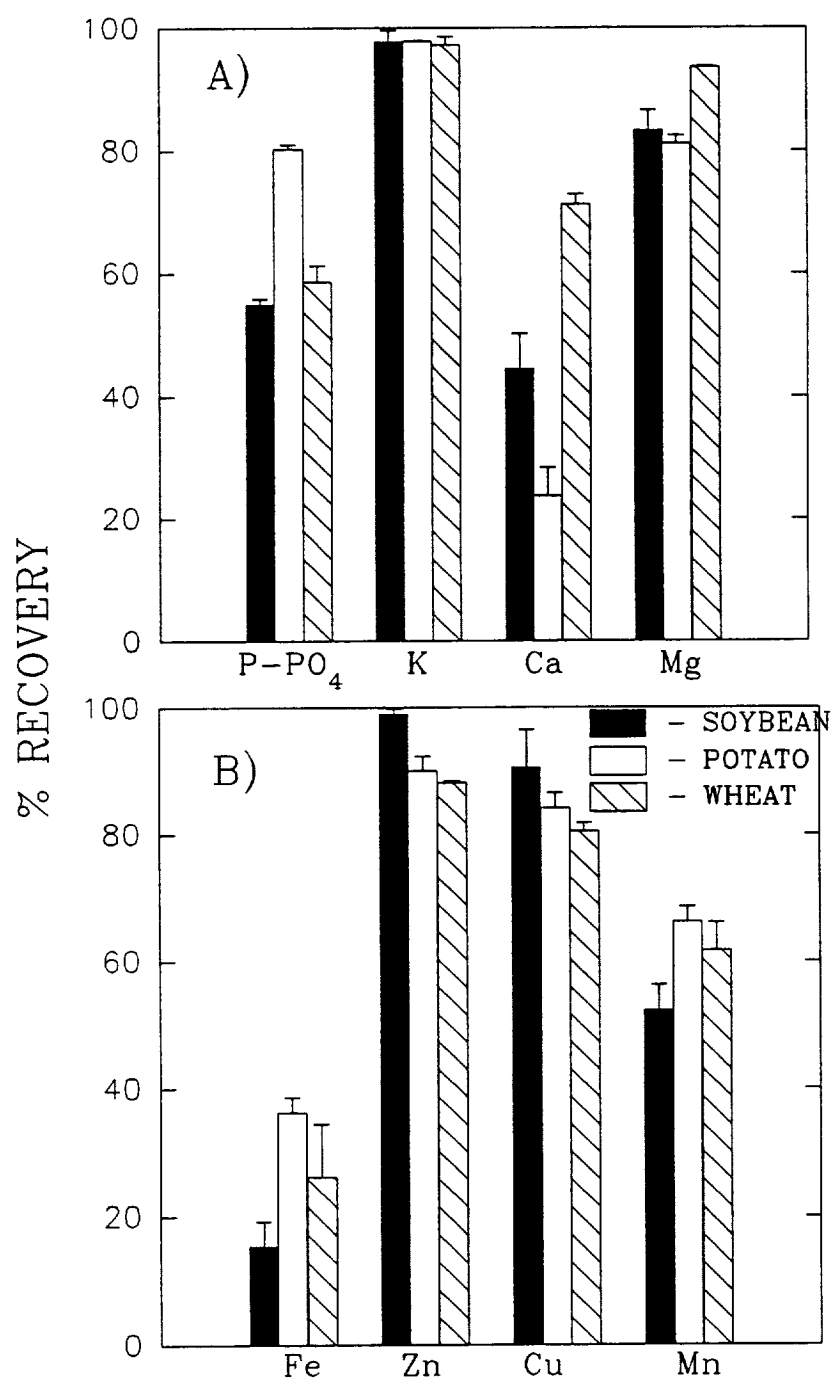 % RECOVERY
A)
100
80
60
40
20
0
P-PO4 K Ca Mg
B)
100
80
60
40
20
0
- SOYBEAN
- POTATO
- WHEAT
Fe Zn Cu Mn